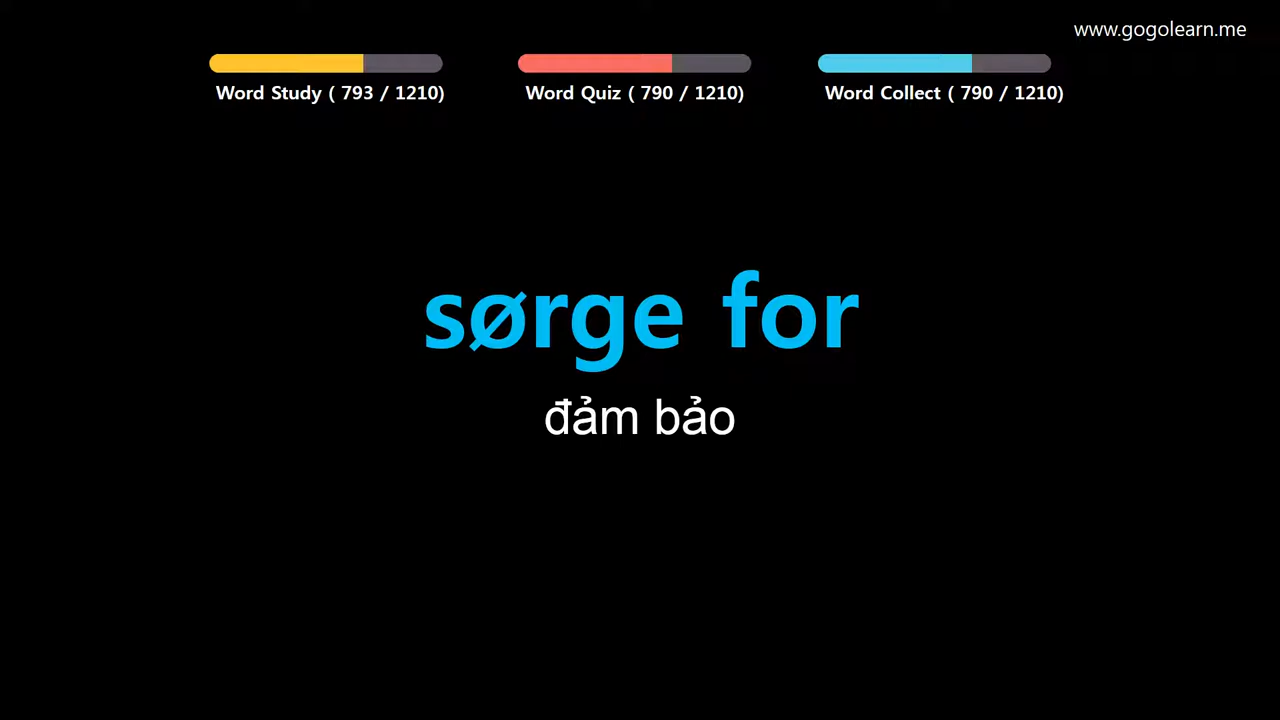 www.gogolearn.me
Word Study ( 793 / 1210)
Word Quiz ( 790 / 1210)
Word Collect ( 790 / 1210)
sørge for
đảm bảo